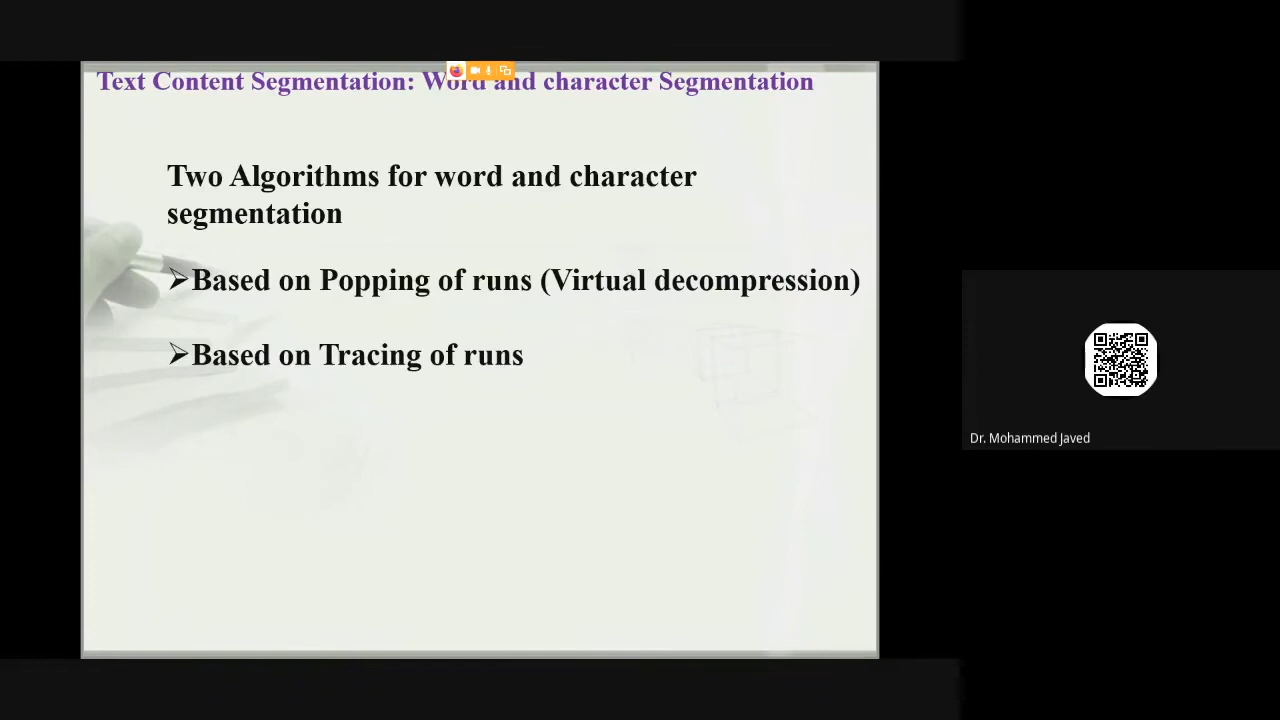 Text Content Segmentation: Word and character Segmentation
Two Algorithms for word and character
segmentation
➢Based on Popping of runs (Virtual decompression)
➢Based on Tracing of runs
Dr. Mohammed Javed